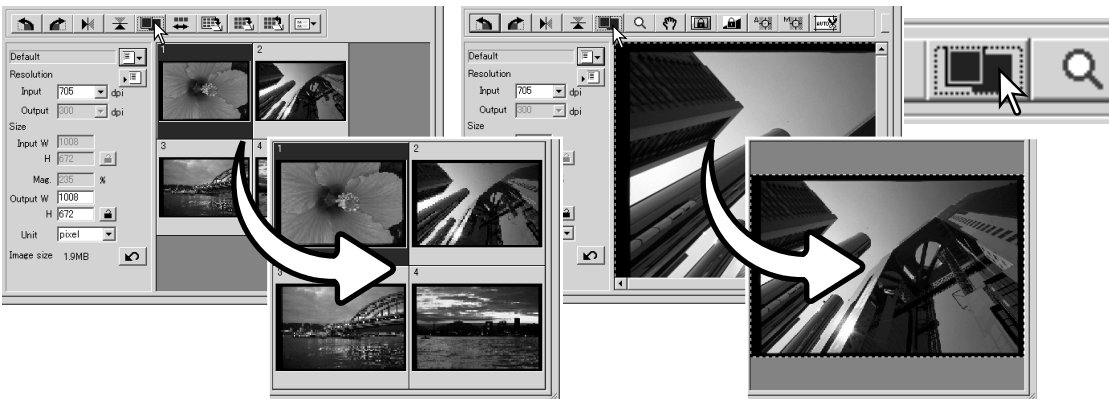 Default
Resolution
Input 705 dpi
Output 300 dpi
Size
Input W 1008
H 672
Mag. 235 %
Output W 1008
H 672
Unit pixel
Image size 1.9MB
1 2
3 4
1 2
3 4
A M AUTO
Default
Resolution
Input 705 dpi
Output 300 dpi
Size